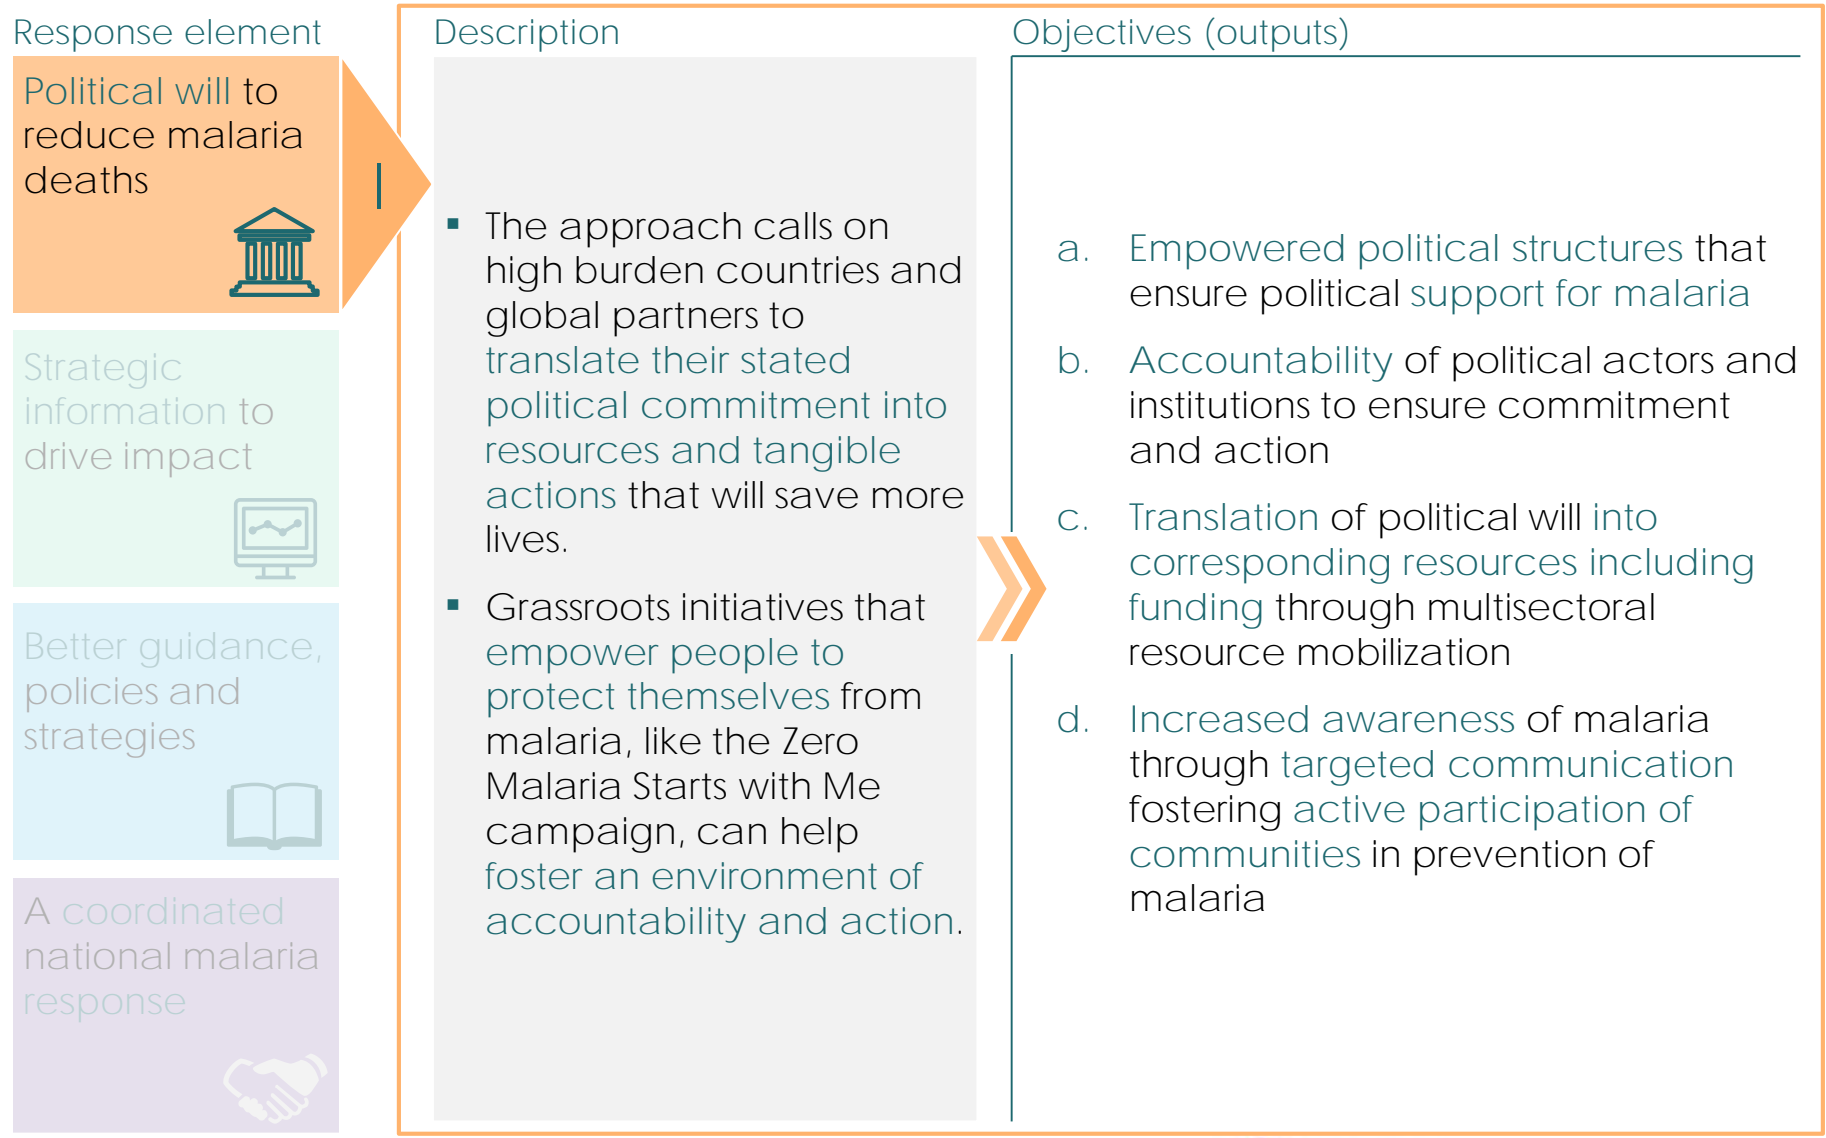 Response element
Political will to
reduce malaria
deaths
I
Strategic
information to
drive impact
Better guidance,
policies and
strategies
A coordinated
national malaria
response
Description
▪ The approach calls on
high burden countries and
global partners to
translate their stated
political commitment into
resources and tangible
actions that will save more
lives.
▪ Grassroots initiatives that
empower people to
protect themselves from
malaria, like the Zero
Malaria Starts with Me
campaign, can help
foster an environment of
accountability and action.
Objectives (outputs)
a. Empowered political structures that
ensure political support for malaria
b. Accountability of political actors and
institutions to ensure commitment
and action
c. Translation of political will into
corresponding resources including
funding through multisectoral
resource mobilization
d. Increased awareness of malaria
through targeted communication
fostering active participation of
communities in prevention of
malaria